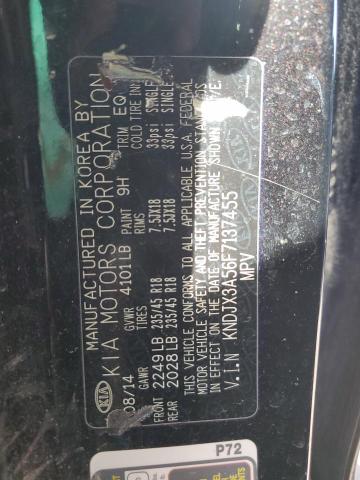 MANUFACTURED IN KOREA BY
KIA MOTORS CORPORATION
08/14 GVWR 4101LB PAINT 9H TRIM EQ
GAWR RIMS COLD TIRE INF
FRONT 2249LB 235/45 R18 7.5JX18 33psi SINGLE
REAR 2028LB 235/45 R18 7.5JX18 33psi SINGLE
THIS VEHICLE CONFORMS TO ALL APPLICABLE U.S.A. FEDERAL
MOTOR VEHICLE SAFETY AND THEFT PREVENTION STANDARDS
IN EFFECT ON THE DATE OF MANUFACTURE SHOWN
V.I.N KNDJX3A56F7137455
MPV
KIA
P72